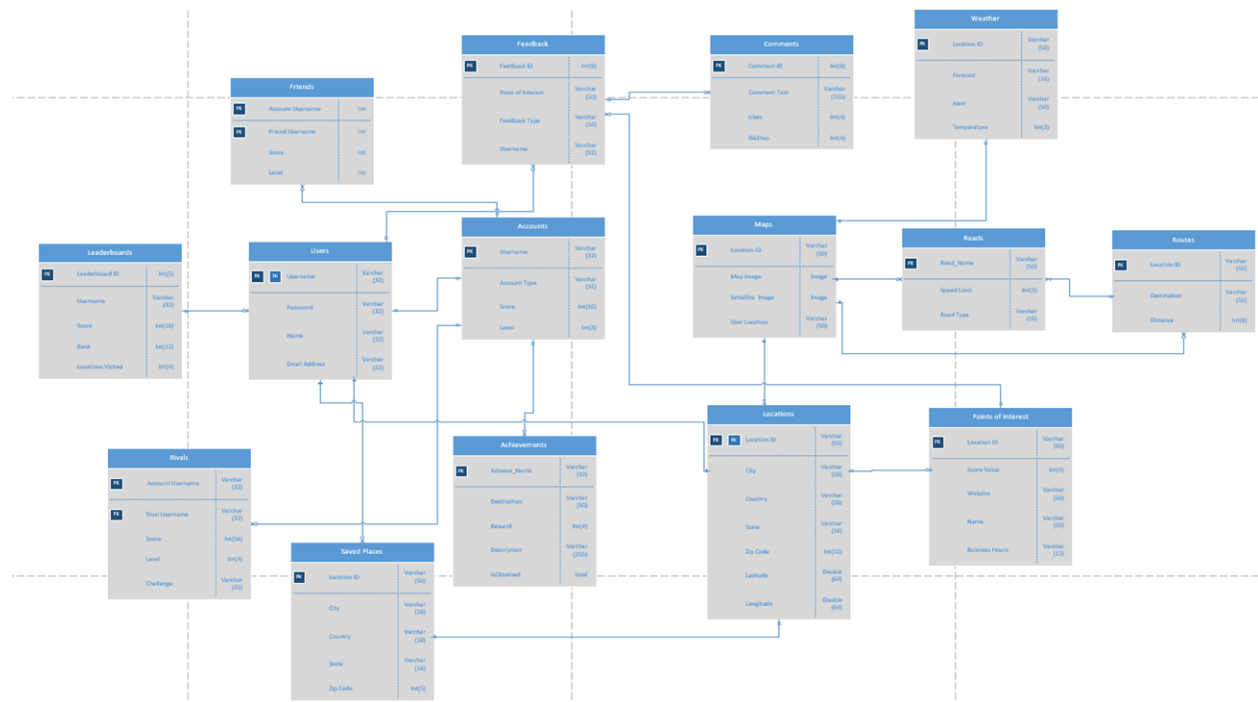 Weather
PK Location ID Varchar (50)
Forecast Varchar (16)
Alert Varchar (50)
Temperature Int(3)
Feedback
PK Feedback ID Int(9)
Point of Interest Varchar (50)
Feedback Type Varchar (16)
Username Varchar (32)
Comments
PK Comment ID Int(9)
Comment Text Varchar (255)
Likes Int(4)
Dislikes Int(4)
Friends
PK Account Username int
PK Friend Username int
Score int
Level int
Leaderboards
PK Leaderboard ID Int(5)
Username Varchar (32)
Score Int(16)
Rank Int(12)
Locations Visited Int(4)
Users
PK FK Username Varchar (32)
Password Varchar (32)
Name Varchar (32)
Email Address Varchar (32)
Accounts
PK Username Varchar (32)
Account Type Varchar (16)
Score Int(16)
Level Int(3)
Maps
PK Location ID Varchar (50)
Map Image Image
Satellite Image Image
User Location Varchar (50)
Roads
PK Road_Name Varchar (50)
Speed Limit Int(3)
Road Type Varchar (16)
Routes
PK Location ID Varchar (50)
Destination Varchar (50)
Distance Int(8)
Rivals
PK Account Username Varchar (32)
PK Rival Username Varchar (32)
Score Int(16)
Level Int(4)
Challenge Varchar (32)
Achievements
PK Achieve_Name Varchar (32)
Destination Varchar (50)
Reward Int(4)
Description Varchar (255)
IsObtained bool
Locations
PK FK Location ID Varchar (50)
City Varchar (28)
Country Varchar (28)
State Varchar (16)
Zip Code Int(10)
Latitude Double (64)
Longitude Double (64)
Points of Interest
PK Location ID Varchar (50)
Score Value Int(4)
Website Varchar (50)
Name Varchar (50)
Buisness Hours Varchar (12)
Saved Places
PK Location ID Varchar (50)
City Varchar (28)
Country Varchar (28)
State Varchar (16)
Zip Code Int(5)